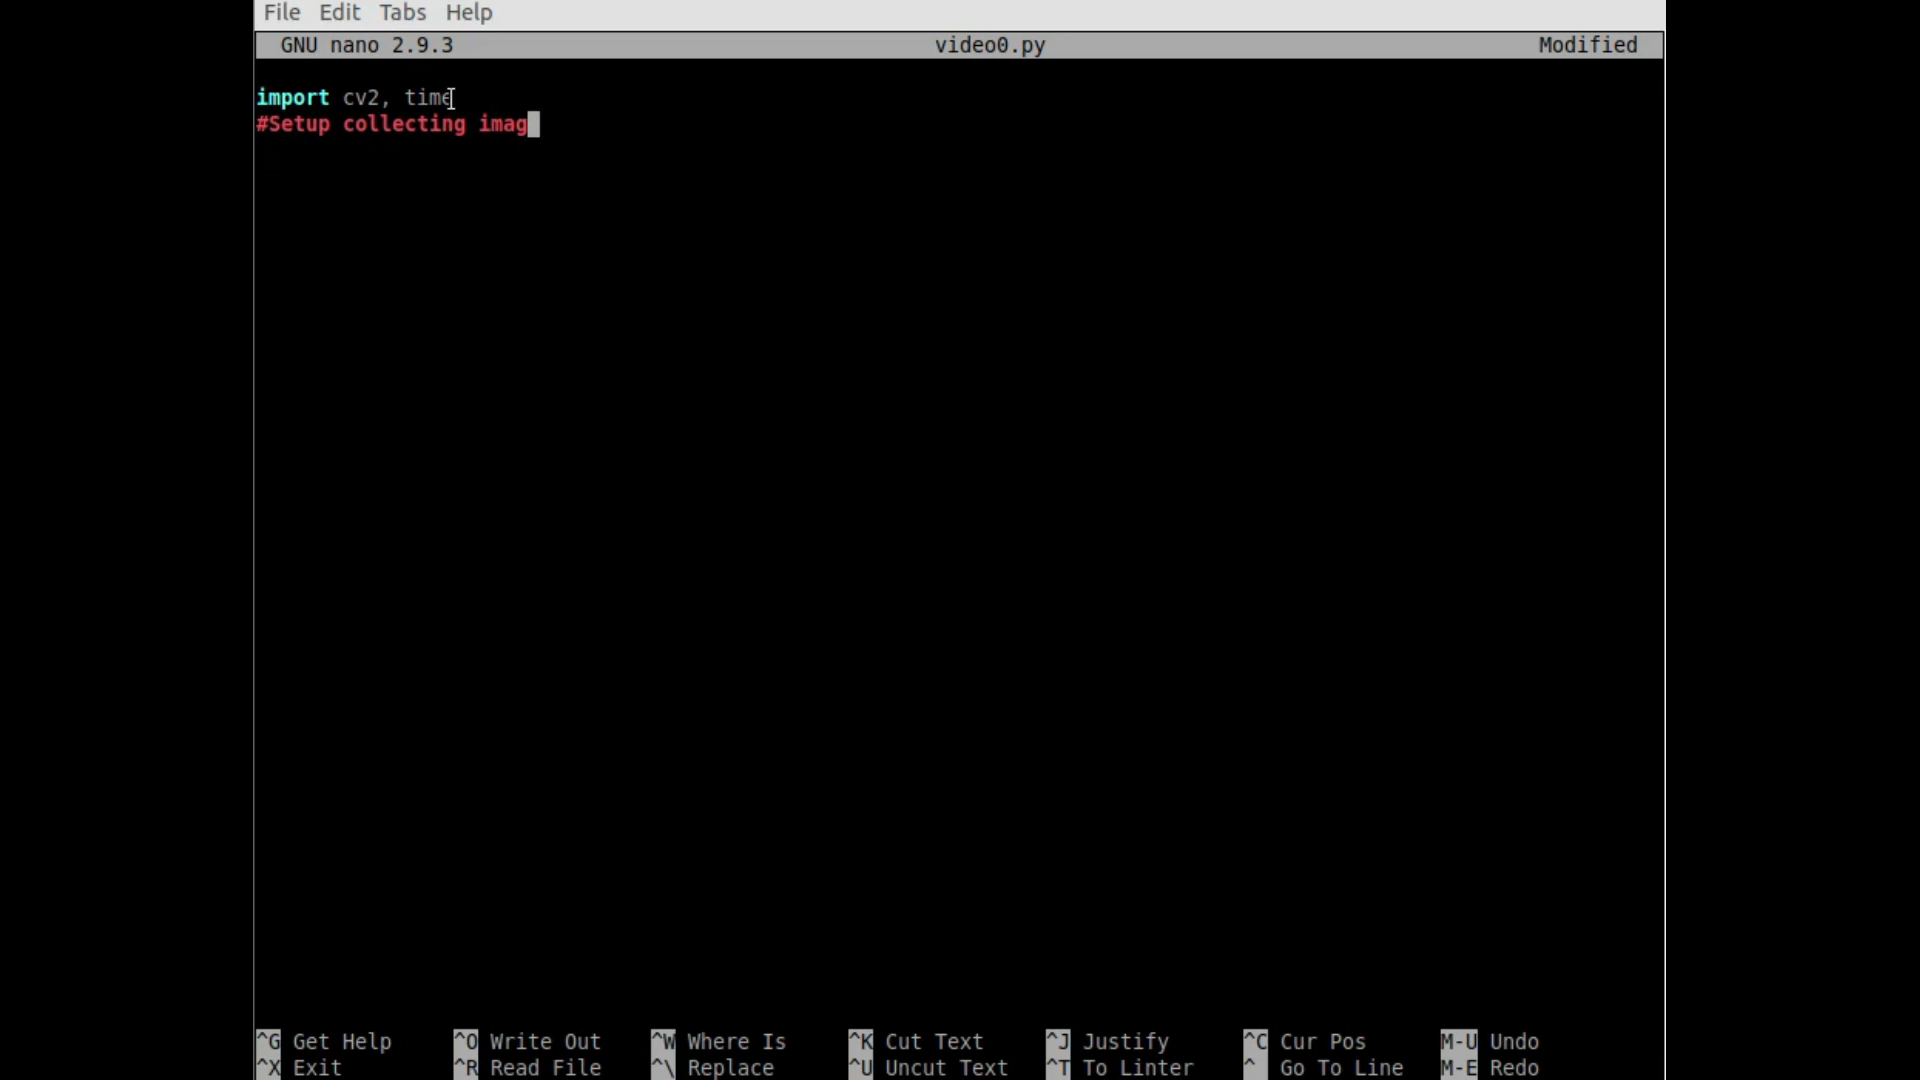 File Edit Tabs Help
GNU nano 2.9.3 video0.py Modified
import cv2, time
#Setup collecting imag
^G Get Help ^O Write Out ^W Where Is ^K Cut Text ^J Justify ^C Cur Pos M-U Undo
^X Exit ^R Read File ^\ Replace ^U Uncut Text ^T To Linter ^ Go To Line M-E Redo